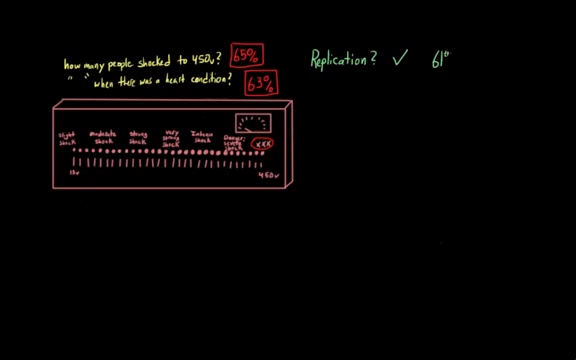 how many people shocked to 450v? 65%
" " when there was a heart condition? 63%
Replication? ✓ 61
slight shock moderate shock strong shock very strong shock Intense shock Danger; severe shock XXX
450v